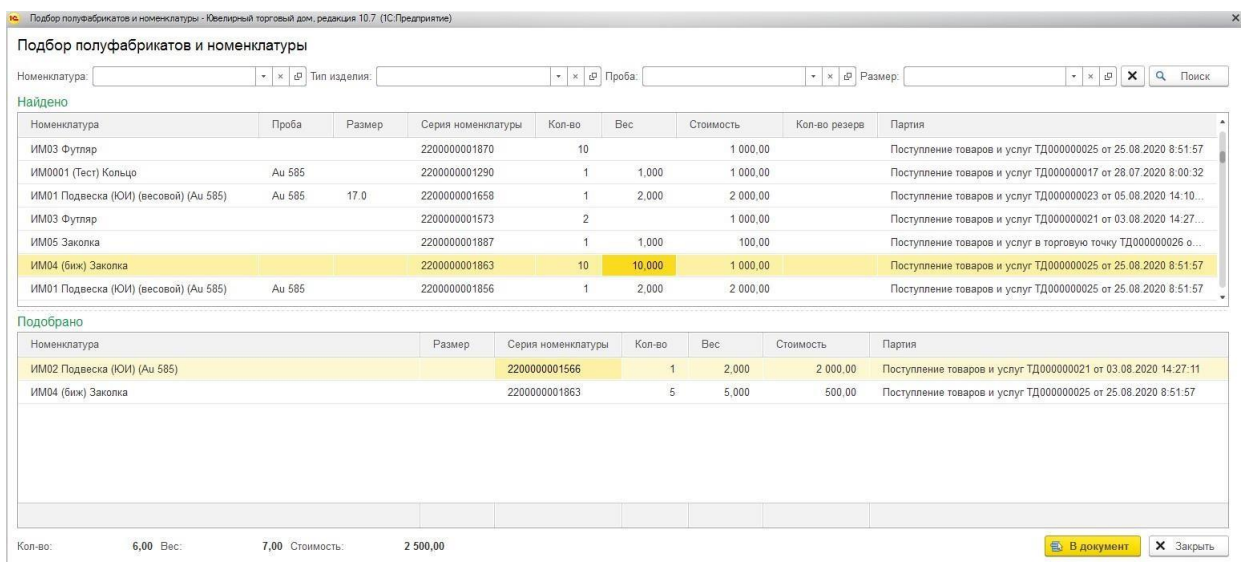 Подбор полуфабрикатов и номенклатуры - Ювелирный торговый дом, редакция 10.7 (1С:Предприятие)
Подбор полуфабрикатов и номенклатуры
Номенклатура: Тип изделия: Проба: Размер: Поиск
Найдено
Номенклатура Проба Размер Серия номенклатуры Кол-во Вес Стоимость Кол-во резерв Партия
ИМ03 Футляр 2200000001870 10 1 000,00 Поступление товаров и услуг ТД000000025 от 25.08.2020 8:51:57
ИМ0001 (Тест) Кольцо Au 585 2200000001290 1 1,000 1 000,00 Поступление товаров и услуг ТД000000017 от 28.07.2020 8:00:32
ИМ01 Подвеска (ЮИ) (весовой) (Au 585) Au 585 17.0 2200000001658 1 2,000 2 000,00 Поступление товаров и услуг ТД000000023 от 05.08.2020 14:10...
ИМ03 Футляр 2200000001573 2 1 000,00 Поступление товаров и услуг ТД000000021 от 03.08.2020 14:27...
ИМ05 Заколка 2200000001887 1 1,000 100,00 Поступление товаров и услуг в торговую точку ТД000000026 о...
ИМ04 (биж) Заколка 2200000001863 10 10,000 1 000,00 Поступление товаров и услуг ТД000000025 от 25.08.2020 8:51:57
ИМ01 Подвеска (ЮИ) (весовой) (Au 585) Au 585 2200000001856 1 2,000 2 000,00 Поступление товаров и услуг ТД000000025 от 25.08.2020 8:51:57
Подобрано
Номенклатура Размер Серия номенклатуры Кол-во Вес Стоимость Партия
ИМ02 Подвеска (ЮИ) (Au 585) 2200000001566 1 2,000 2 000,00 Поступление товаров и услуг ТД000000021 от 03.08.2020 14:27:11
ИМ04 (биж) Заколка 2200000001863 5 5,000 500,00 Поступление товаров и услуг ТД000000025 от 25.08.2020 8:51:57
Кол-во: 6,00 Вес: 7,00 Стоимость: 2 500,00 В документ Закрыть